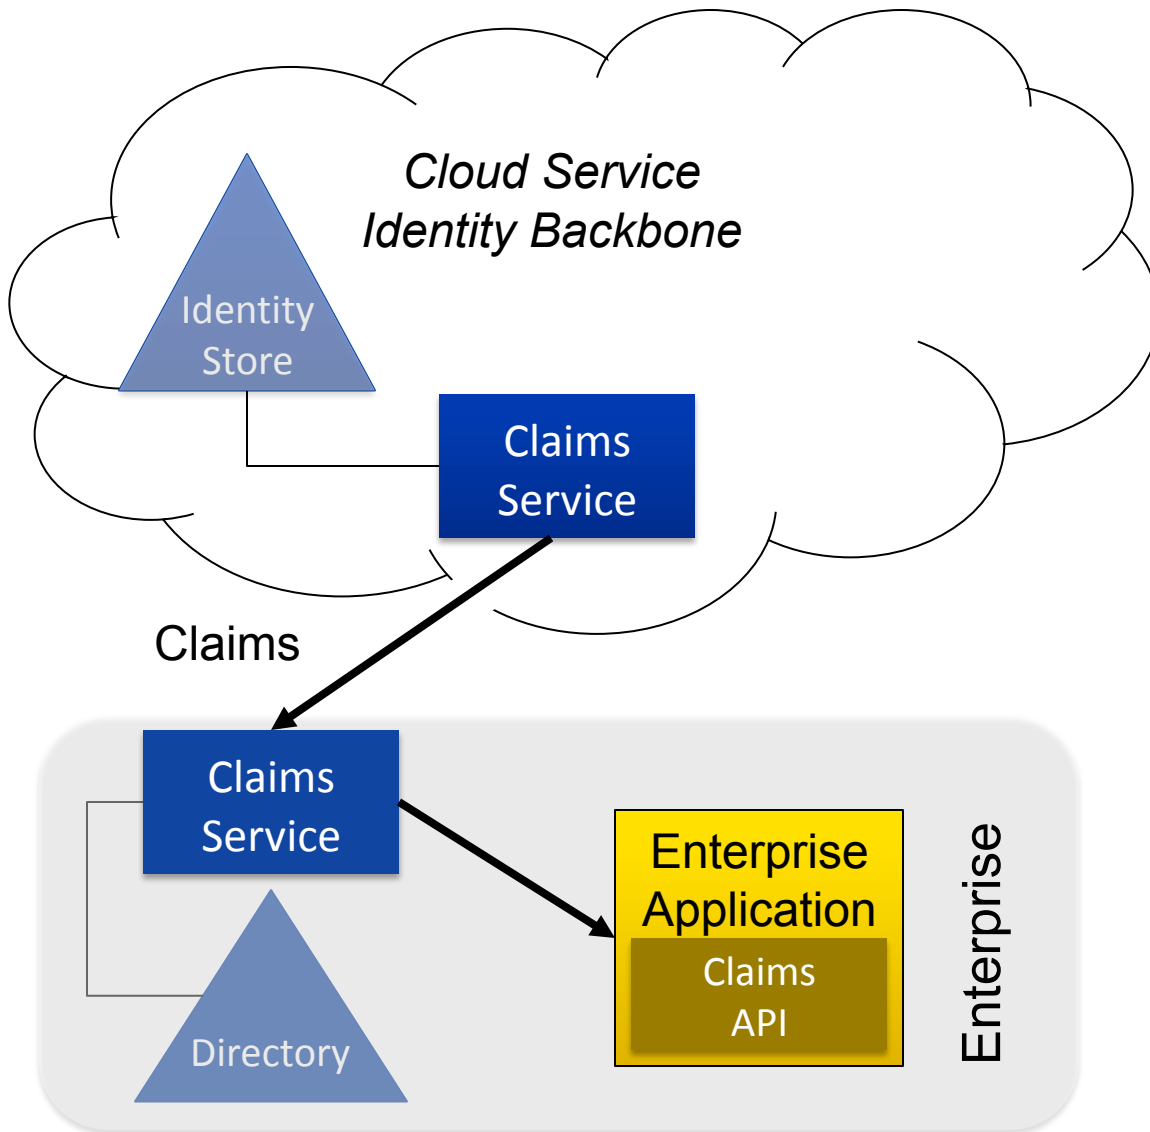 Cloud Service
Identity Backbone
Identity
Store
Claims
Service
Claims
Claims
Service
Directory
Enterprise
Application
Claims
API
Enterprise